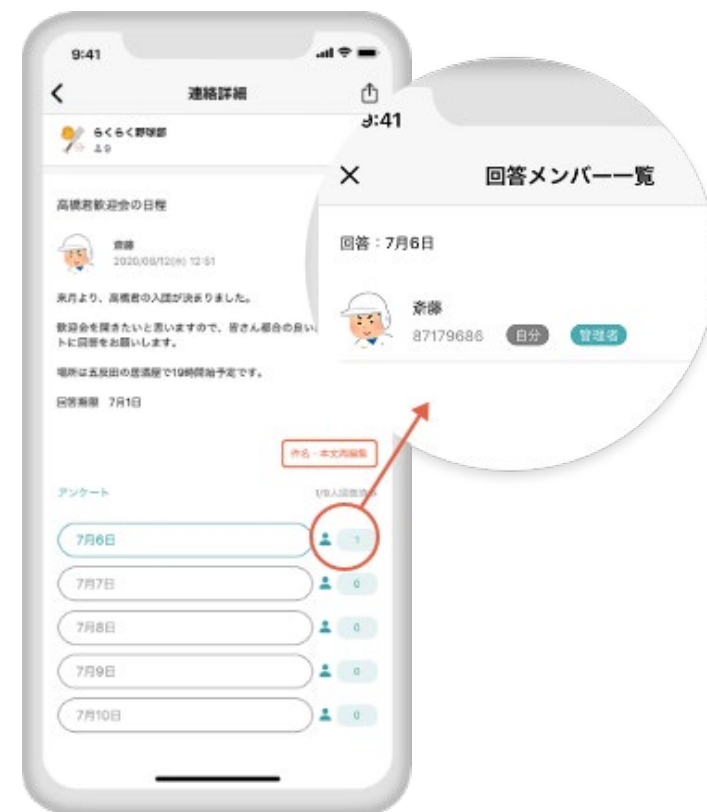 9:41
連絡詳細
らくらく野球部
9
高橋君歓迎会の日程
斎藤
2020/08/12(水) 12:51
来月より、高橋君の入団が決まりました。
歓迎会を開きたいと思いますので、皆さん都合の良い
トに回答をお願いします。
場所は五反田の居酒屋で19時開始予定です。
回答期限 7月1日
件名・本文再編集
アンケート
7月6日
1
7月7日
0
7月8日
0
7月9日
0
7月10日
0
9:41
回答メンバー一覧
回答：7月6日
斎藤
87179686 自分 管理者